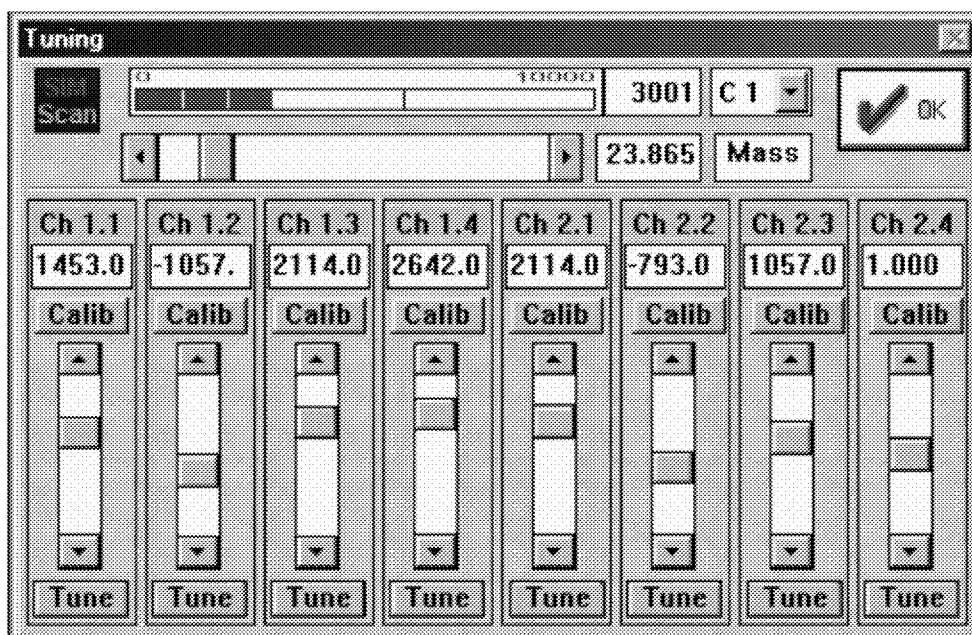 Tuning
0 10000 3001 C 1 OK
Scan
23.865 Mass
Ch 1.1 Ch 1.2 Ch 1.3 Ch 1.4 Ch 2.1 Ch 2.2 Ch 2.3 Ch 2.4
1453.0 -1057. 2114.0 2642.0 2114.0 -793.0 1057.0 1.000
Calib Calib Calib Calib Calib Calib Calib Calib
Tune Tune Tune Tune Tune Tune Tune Tune